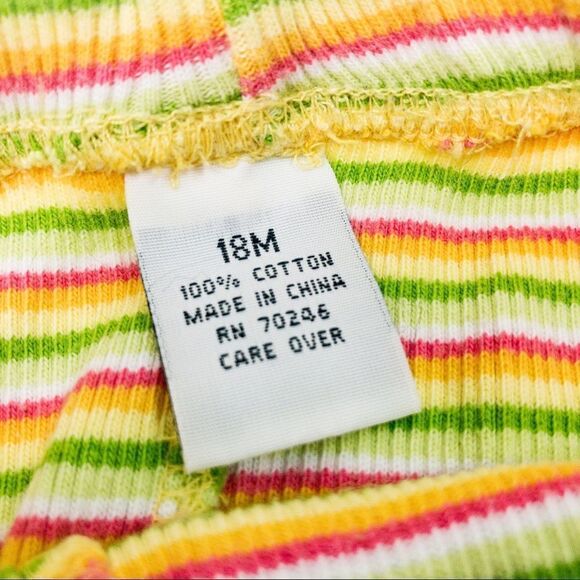 18M
100% COTTON
MADE IN CHINA
RN 70246
CARE OVER